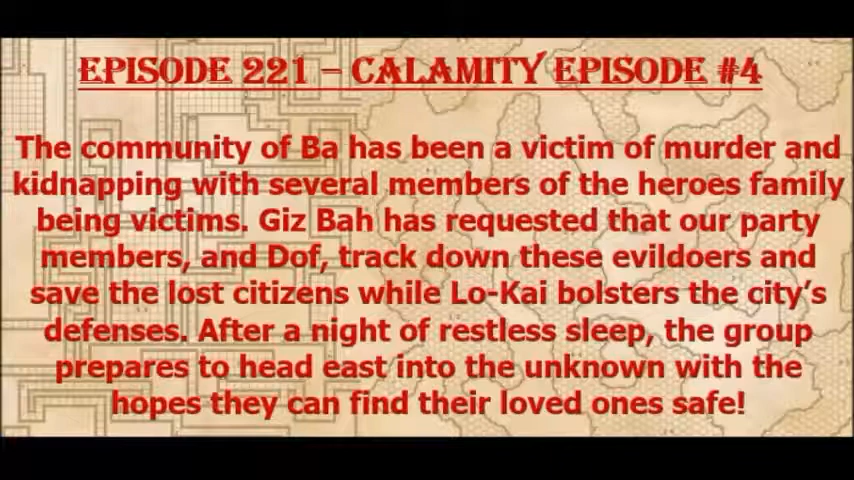 EPISODE 221 – CALAMITY EPISODE #4
The community of Ba has been a victim of murder and
kidnapping with several members of the heroes family
being victims. Giz Bah has requested that our party
members, and Dof, track down these evildoers and
save the lost citizens while Lo-Kai bolsters the city’s
defenses. After a night of restless sleep, the group
prepares to head east into the unknown with the
hopes they can find their loved ones safe!